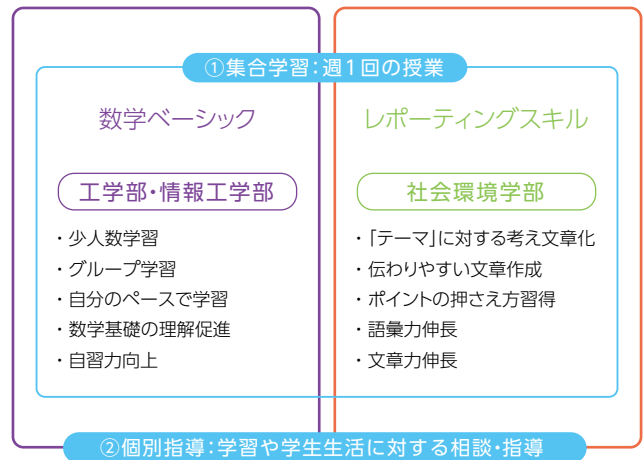 ①集合学習:週1回の授業
数学ベーシック
工学部・情報工学部
・少人数学習
・グループ学習
・自分のペースで学習
・数学基礎の理解促進
・自習力向上
レポーティングスキル
社会環境学部
・「テーマ」に対する考え文章化
・伝わりやすい文章作成
・ポイントの押さえ方習得
・語彙力伸長
・文章力伸長
②個別指導:学習や学生生活に対する相談・指導